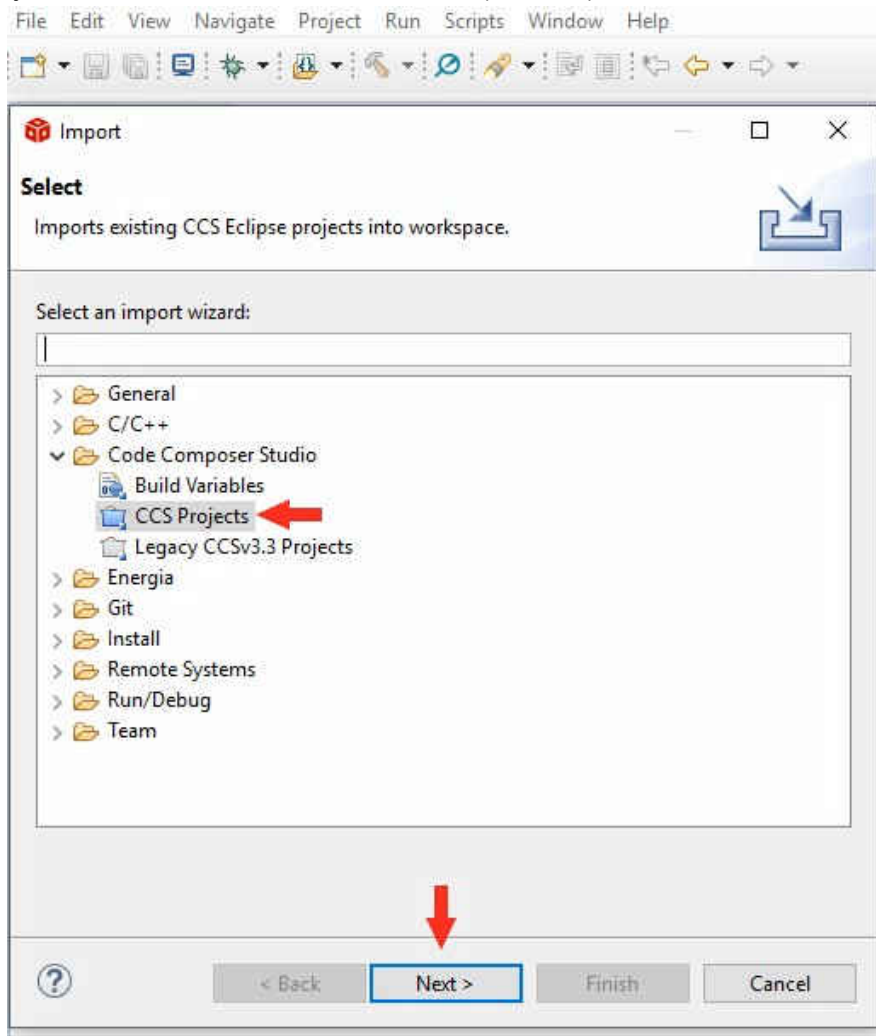 File Edit View Navigate Project Run Scripts Window Help
Import
Select
Imports existing CCS Eclipse projects into workspace.
Select an import wizard:
General
C/C++
Code Composer Studio
Build Variables
CCS Projects
Legacy CCSv3.3 Projects
Energia
Git
Install
Remote Systems
Run/Debug
Team
? < Back Next > Finish Cancel